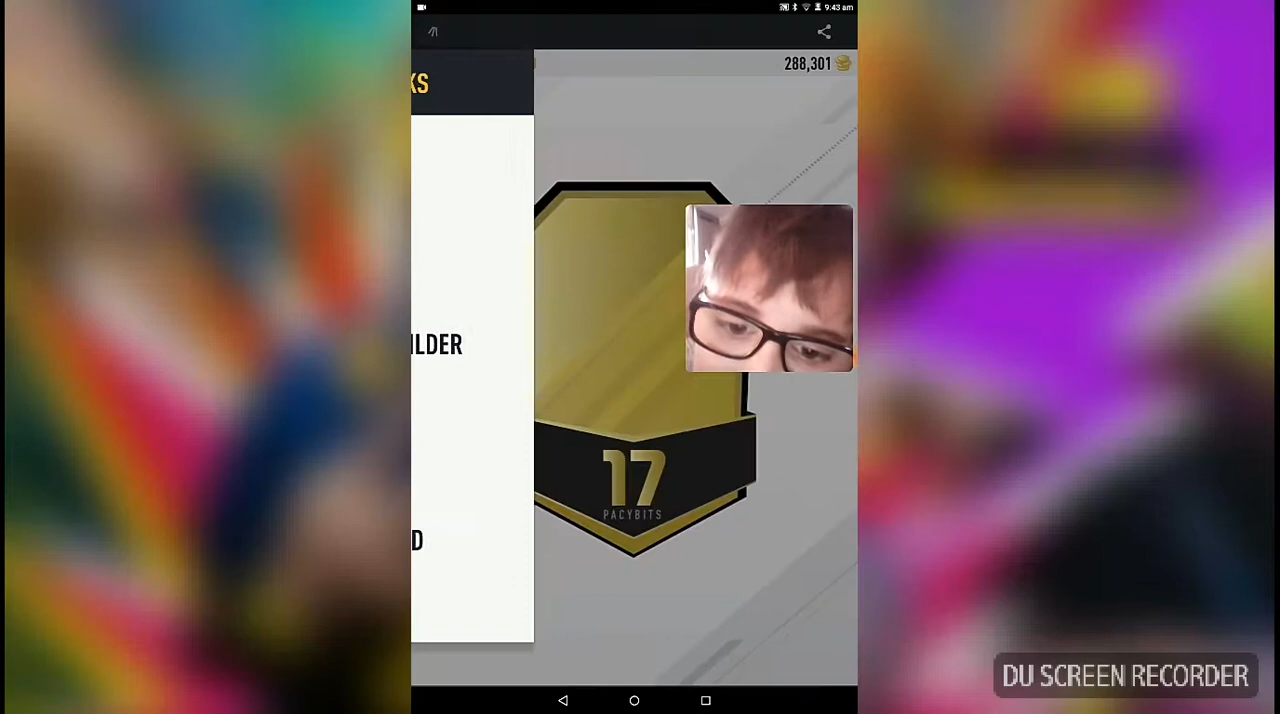 9:43 am
288,301
KS
ILDER
17
PACYBITS
D
DU SCREEN RECORDER